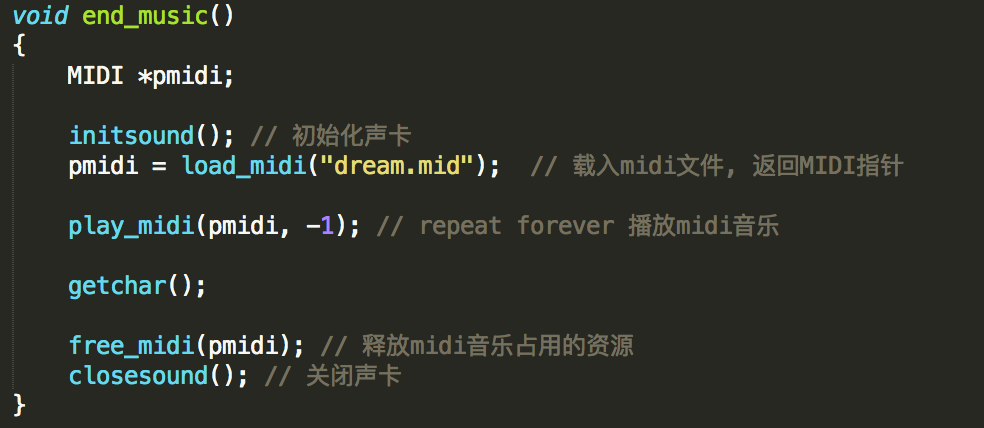 void end_music()
{
MIDI *pmidi;
initsound(); // 初始化声卡
pmidi = load_midi("dream.mid");  // 载入midi文件, 返回MIDI指针
play_midi(pmidi, -1); // repeat forever 播放midi音乐
getchar();
free_midi(pmidi); // 释放midi音乐占用的资源
closesound(); // 关闭声卡
}